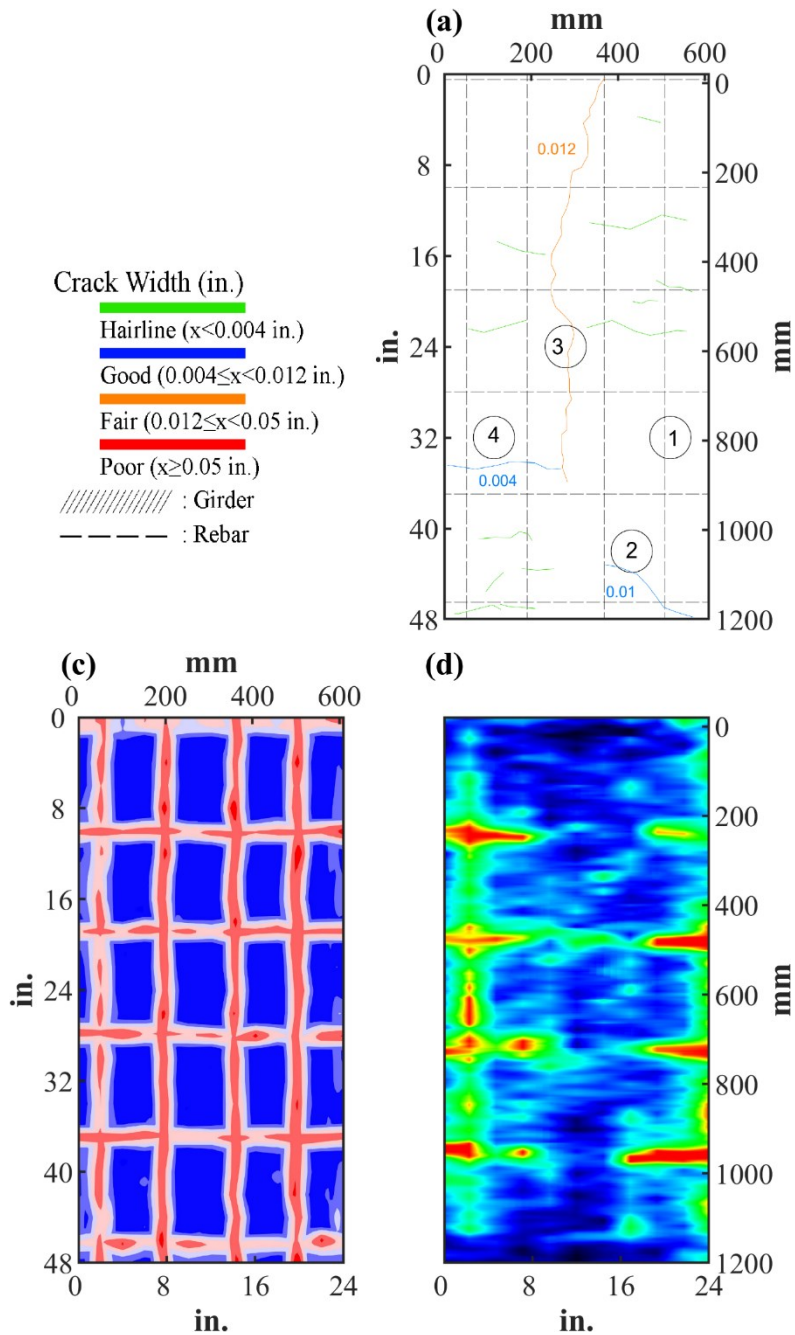 (a)
mm
0 200 400 600
0
8
16
24
32
40
48
in.
0
200
400
600
800
1000
1200
mm
0.012
3
4
1
0.004
2
0.01
Crack Width (in.)
Hairline (x<0.004 in.)
Good (0.004≤x<0.012 in.)
Fair (0.012≤x<0.05 in.)
Poor (x≥0.05 in.)
: Girder
: Rebar
(c)
mm
0 200 400 600
0
8
16
24
32
40
48
in.
0 8 16 24
in.
(d)
0
200
400
600
800
1000
1200
mm
0 8 16 24
in.